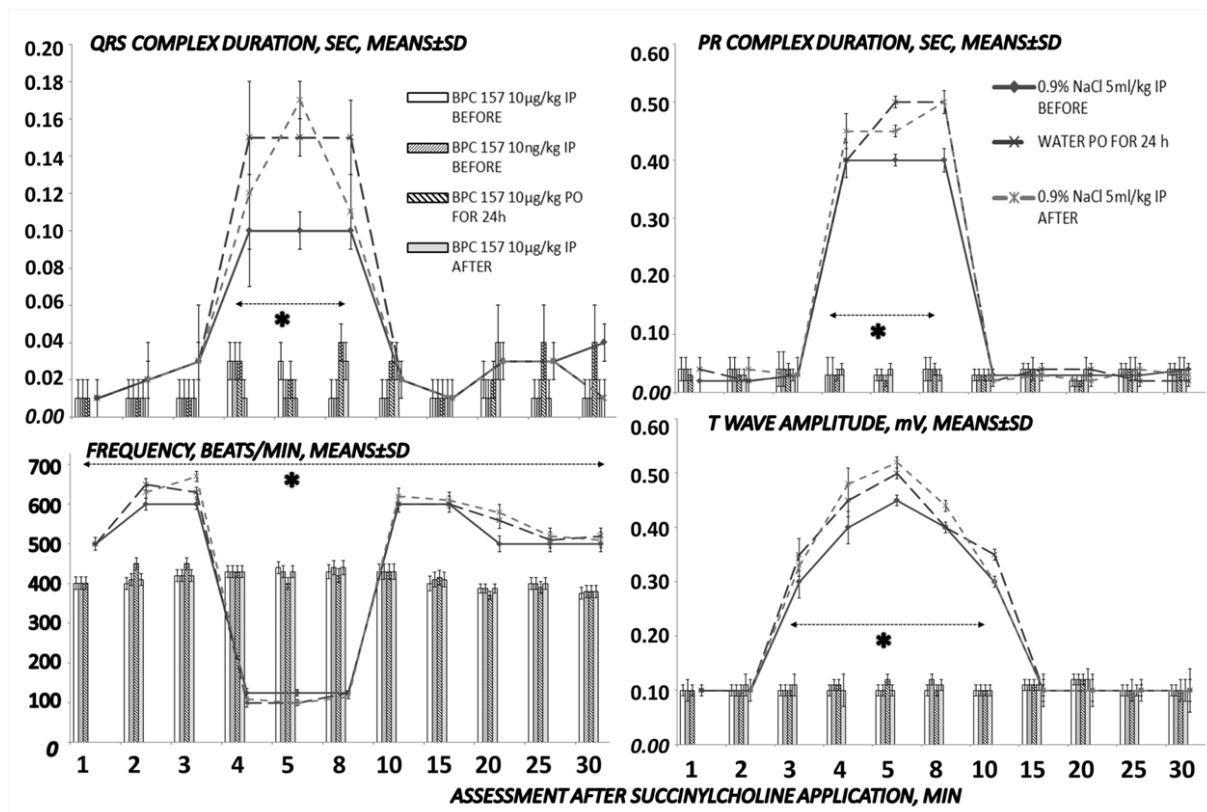 QRS COMPLEX DURATION, SEC, MEANS±SD
0.20
0.18
0.16
0.14
0.12
0.10
0.08
0.06
0.04
0.02
0.00
BPC 157 10µg/kg IP
BEFORE
BPC 157 10ng/kg IP
BEFORE
BPC 157 10µg/kg PO
FOR 24h
BPC 157 10µg/kg IP
AFTER
*
PR COMPLEX DURATION, SEC, MEANS±SD
0.60
0.50
0.40
0.30
0.20
0.10
0.00
0.9% NaCl 5ml/kg IP
BEFORE
WATER PO FOR 24 h
0.9% NaCl 5ml/kg IP
AFTER
*
FREQUENCY, BEATS/MIN, MEANS±SD
700
600
500
400
300
200
100
0
*
1 2 3 4 5 8 10 15 20 25 30
T WAVE AMPLITUDE, mV, MEANS±SD
0.60
0.50
0.40
0.30
0.20
0.10
0.00
*
1 2 3 4 5 8 10 15 20 25 30
ASSESSMENT AFTER SUCCINYLCHOLINE APPLICATION, MIN